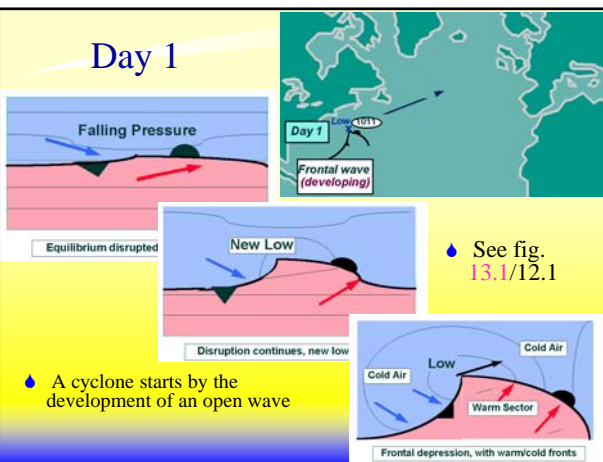 Day 1
Day 1
Low
1011
Frontal wave
(developing)
Falling Pressure
Equilibrium disrupted
New Low
Disruption continues, new low
See fig.
13.1/12.1
A cyclone starts by the
development of an open wave
Cold Air
Low
Cold Air
Warm Sector
Frontal depression, with warm/cold fronts